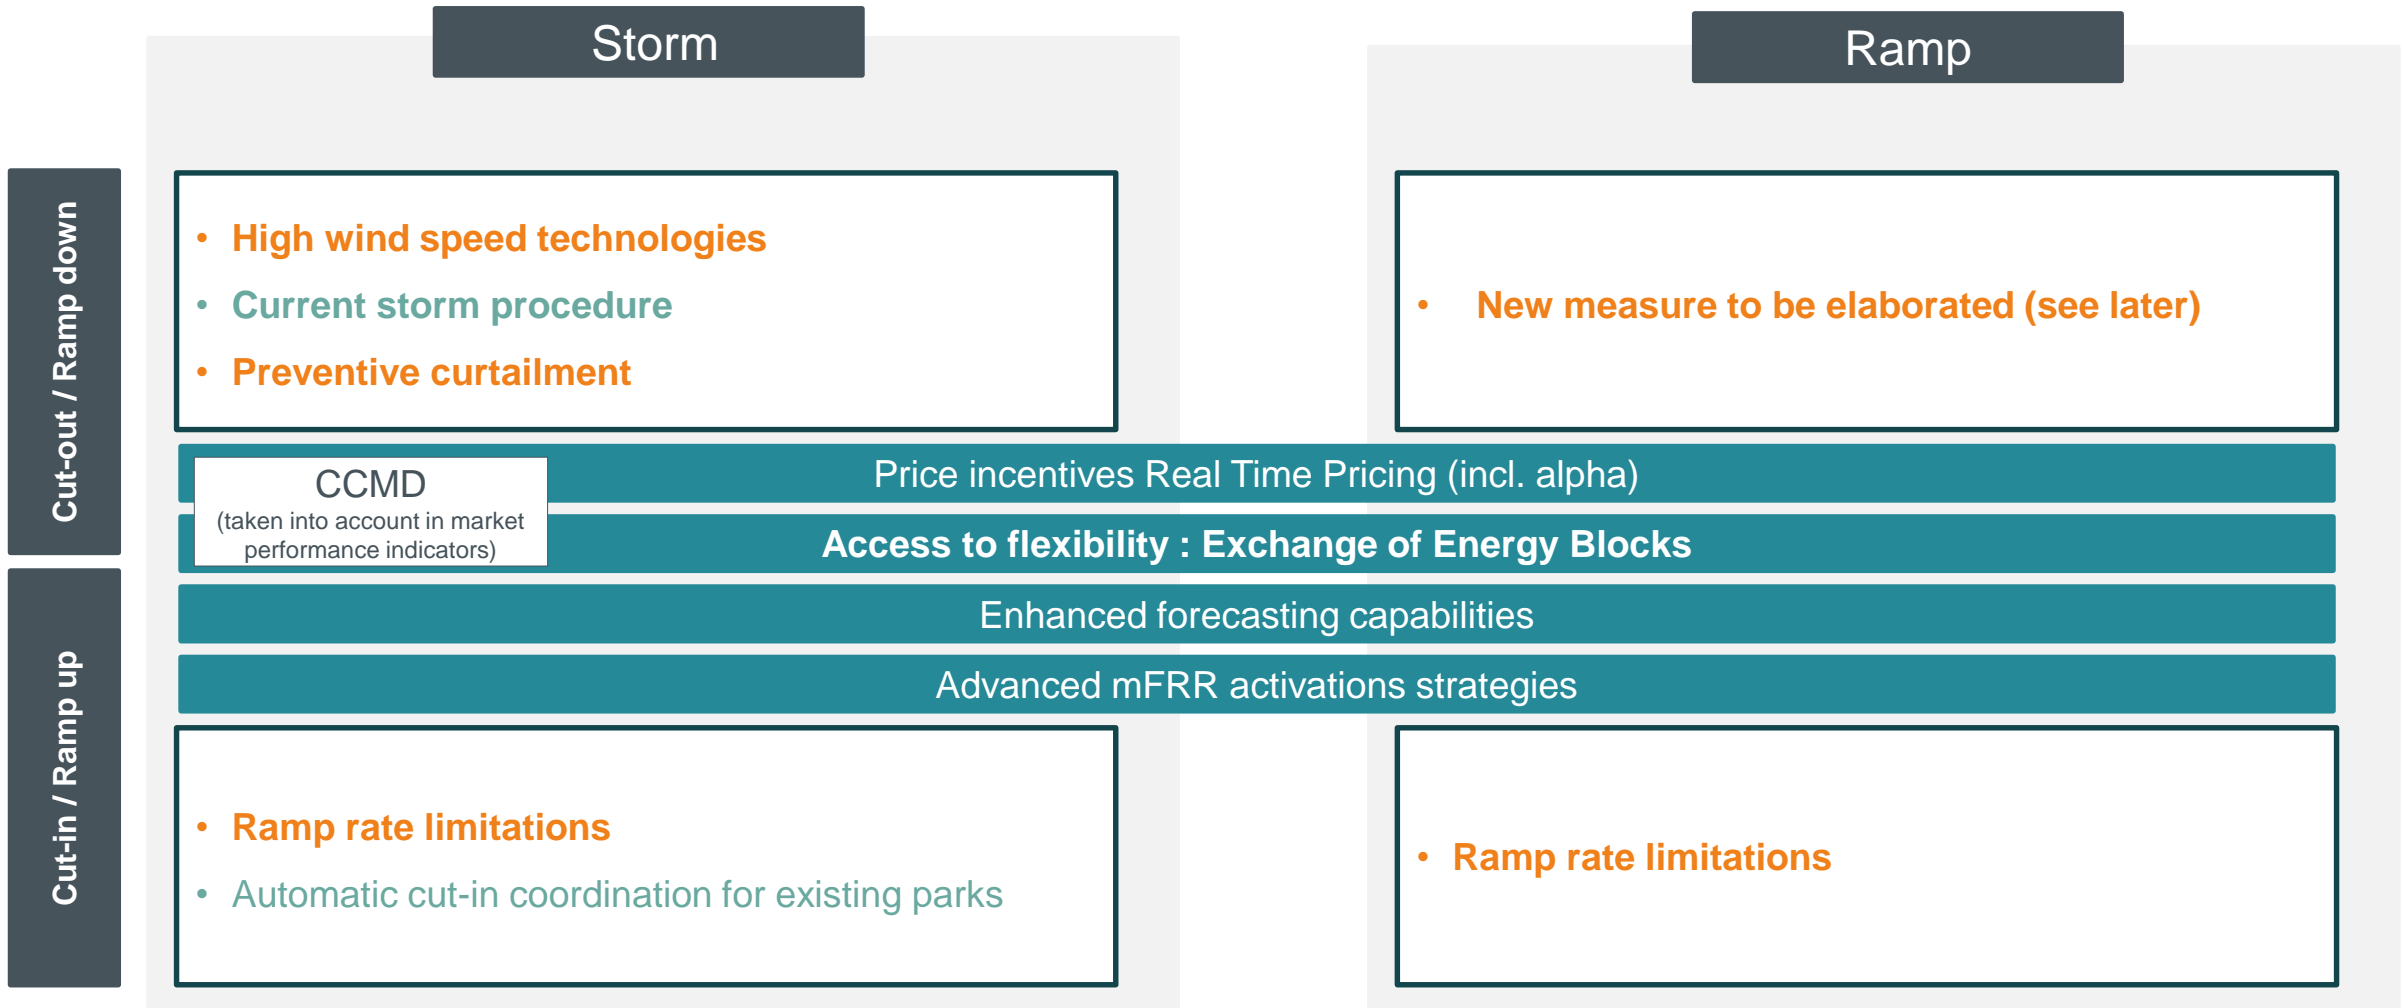 Storm
Ramp
Cut-out / Ramp down
• High wind speed technologies
• Current storm procedure
• Preventive curtailment
• New measure to be elaborated (see later)
CCMD
(taken into account in market
performance indicators)
Price incentives Real Time Pricing (incl. alpha)
Access to flexibility : Exchange of Energy Blocks
Enhanced forecasting capabilities
Advanced mFRR activations strategies
Cut-in / Ramp up
• Ramp rate limitations
• Automatic cut-in coordination for existing parks
• Ramp rate limitations